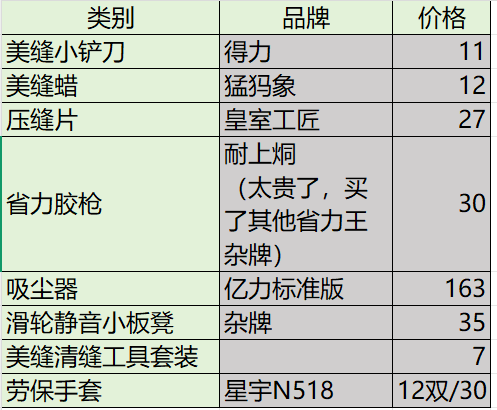 类别 品牌 价格
美缝小铲刀 得力 11
美缝蜡 猛犸象 12
压缝片 皇室工匠 27
省力胶枪 耐上炯
（太贵了，买
了其他省力王
杂牌） 30
吸尘器 亿力标准版 163
滑轮静音小板凳 杂牌 35
美缝清缝工具套装 7
劳保手套 星宇N518 12双/30